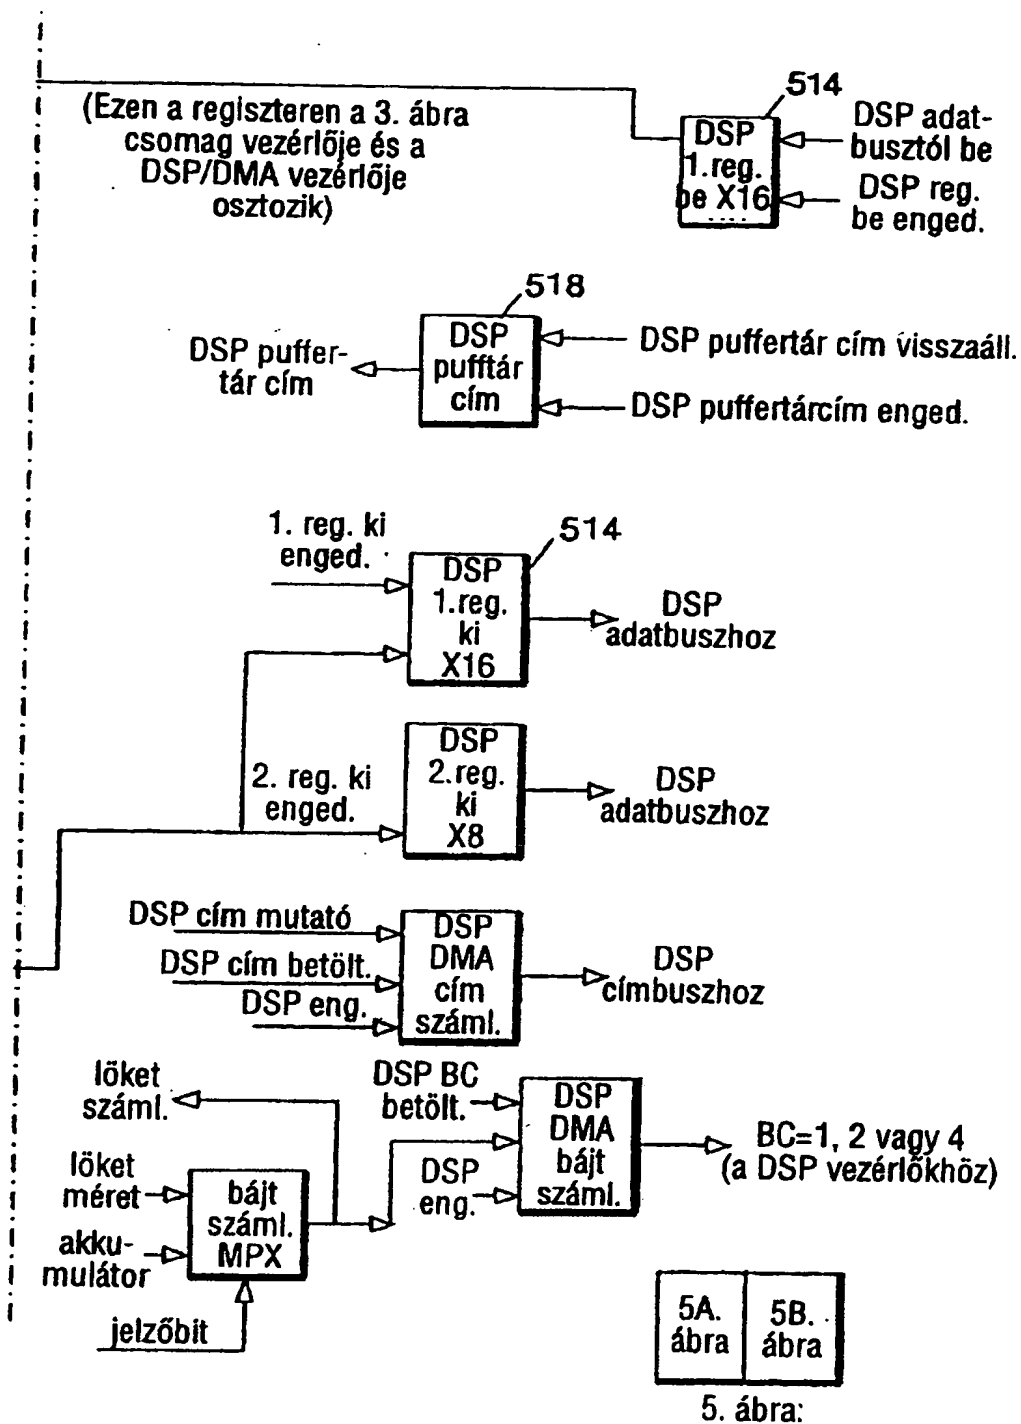 514
(Ezen a regiszteren a 3. ábra
csomag vezérlője és a
DSP/DMA vezérlője
osztozik)
DSP
1.reg.
be X16
DSP adat-
busztól be
DSP reg.
be enged.
518
DSP puffer-
tár cím
DSP
pufftár
cím
DSP puffertár cím visszaáll.
DSP puffertárcím enged.
1. reg. ki
enged.
514
DSP
1.reg.
ki
X16
DSP
adatbuszhoz
2. reg. ki
enged.
DSP
2.reg.
ki
X8
DSP
adatbuszhoz
DSP cím mutató
DSP cím betölt.
DSP eng.
DSP
DMA
cím
száml.
DSP
címbuszhoz
löket
száml.
DSP BC
betölt.
DSP
eng.
DSP
DMA
bájt
száml.
BC=1, 2 vagy 4
(a DSP vezérlőkhöz)
löket
méret
akku-
mulátor
bájt
száml.
MPX
jelzőbit
5A.
ábra
5B.
ábra
5. ábra: